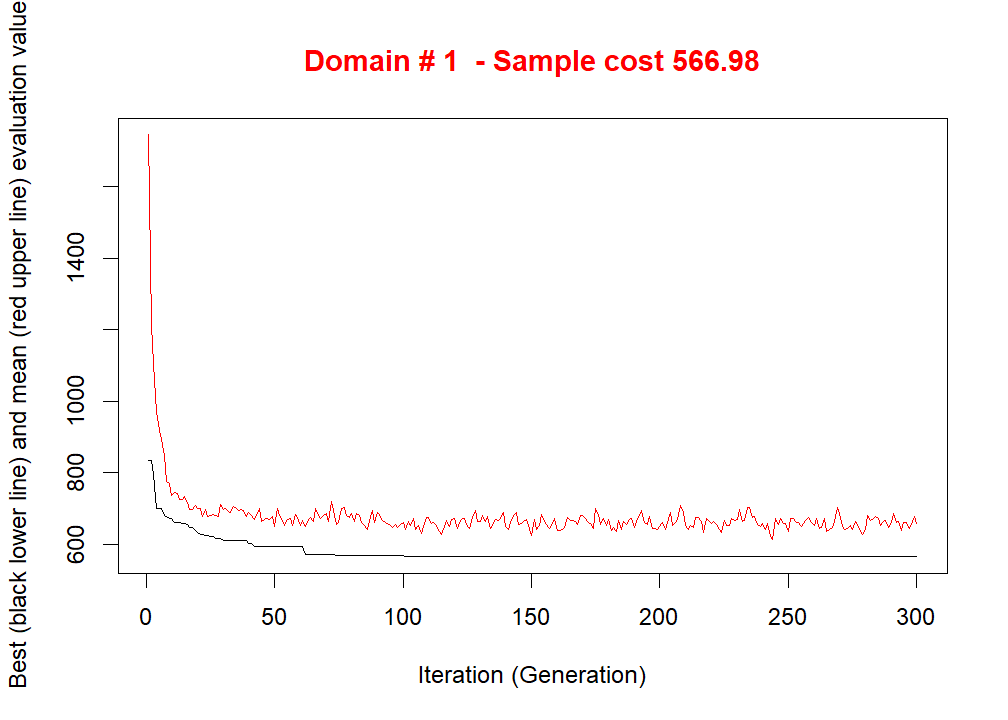 Domain # 1  - Sample cost 566.98
Best (black lower line) and mean (red upper line) evaluation value
1400
1000
800
600
0 50 100 150 200 250 300
Iteration (Generation)